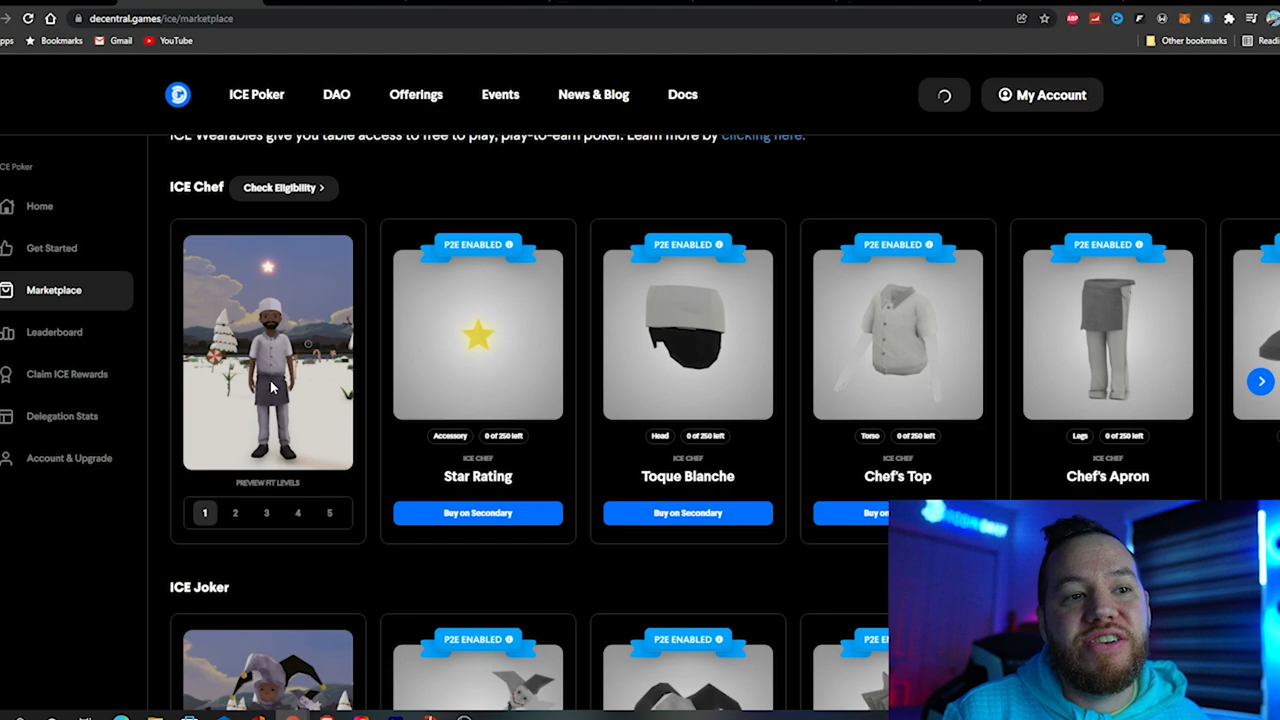 decentral.games/ice/marketplace
pps Bookmarks Gmail YouTube Other bookmarks Readi
ICE Poker DAO Offerings Events News & Blog Docs My Account
ICE Wearables give you table access to free to play, play-to-earn poker. Learn more by clicking here.
CE Poker
Home
Get Started
Marketplace
Leaderboard
Claim ICE Rewards
Delegation Stats
Account & Upgrade
ICE Chef Check Eligibility >
PREVIEW FIT LEVELS
1 2 3 4 5
P2E ENABLED
Accessory 0 of 250 left
ICE CHEF
Star Rating
Buy on Secondary
P2E ENABLED
Head 0 of 250 left
ICE CHEF
Toque Blanche
Buy on Secondary
P2E ENABLED
Torso 0 of 250 left
ICE CHEF
Chef's Top
Buy on
P2E ENABLED
Legs 0 of 250 left
ICE CHEF
Chef's Apron
ICE Joker
P2E ENABLED
P2E ENABLED
P2E EN